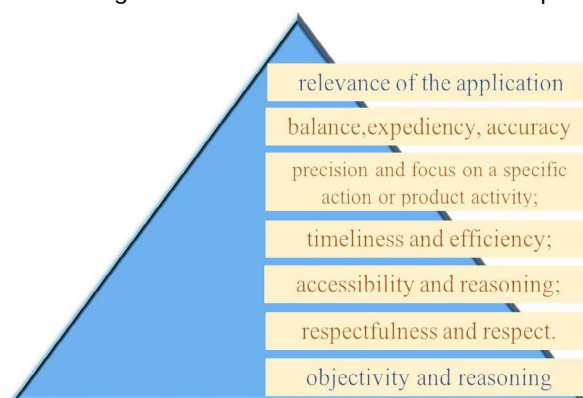 relevance of the application
balance,expediency, accuracy
precision and focus on a specific
action or product activity;
timeliness and efficiency;
accessibility and reasoning;
respectfulness and respect.
objectivity and reasoning